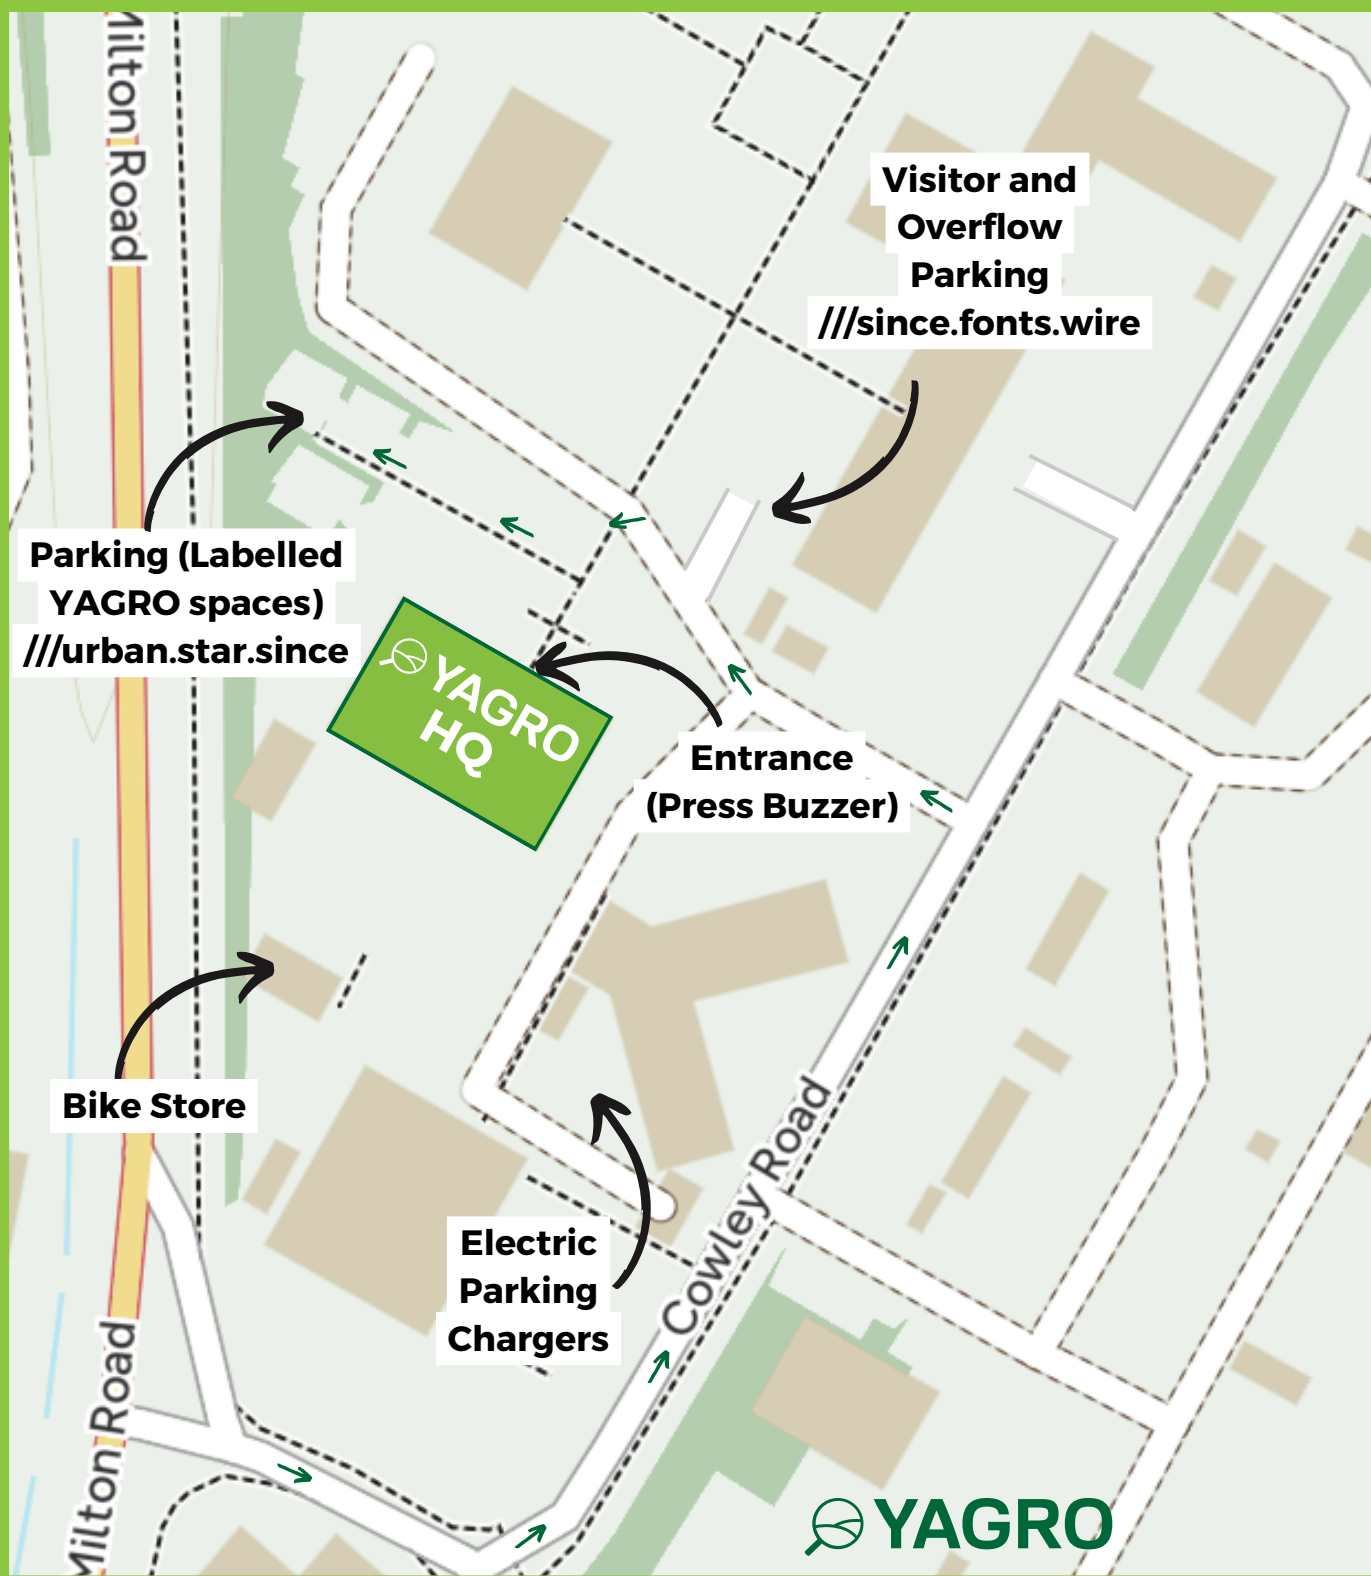 Milton Road
Visitor and
Overflow
Parking
///since.fonts.wire
Parking (Labelled
YAGRO spaces)
///urban.star.since
YAGRO
HQ
Entrance
(Press Buzzer)
Bike Store
Electric
Parking
Chargers
Cowley Road
Milton Road
YAGRO